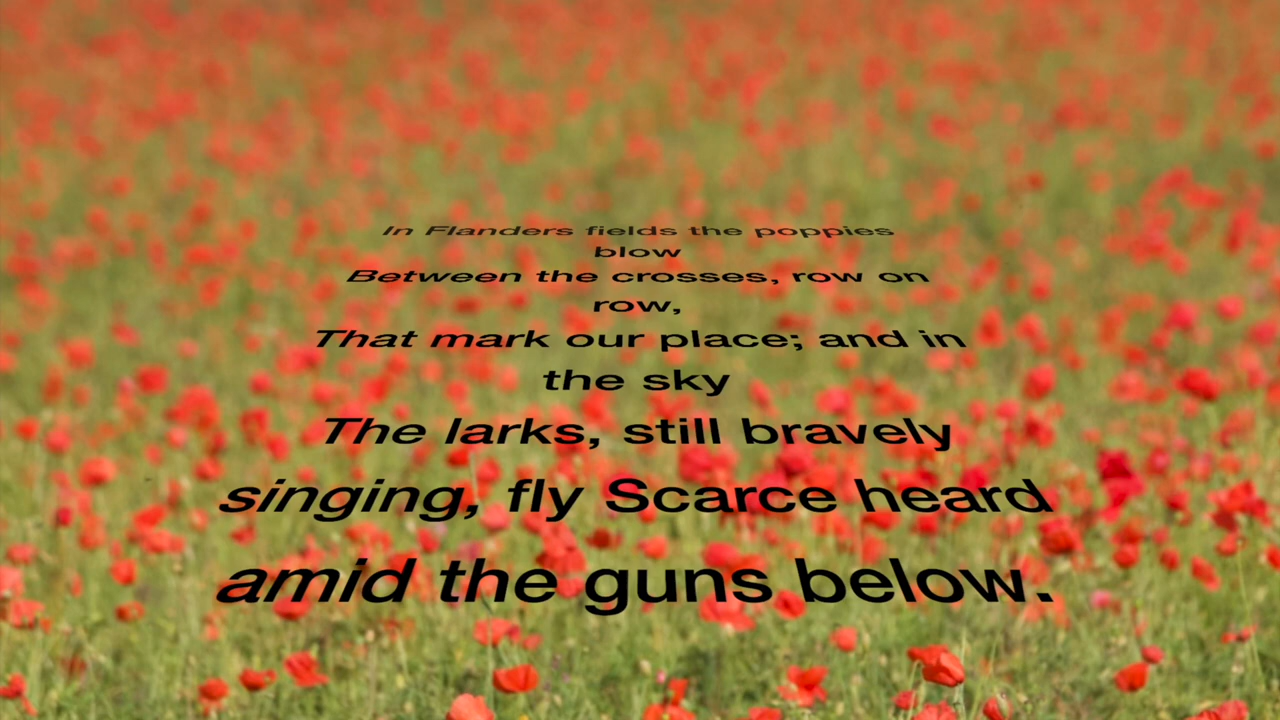 In Flanders fields the poppies
blow
Between the crosses, row on
row,
That mark our place; and in
the sky
The larks, still bravely
singing, fly Scarce heard
amid the guns below.